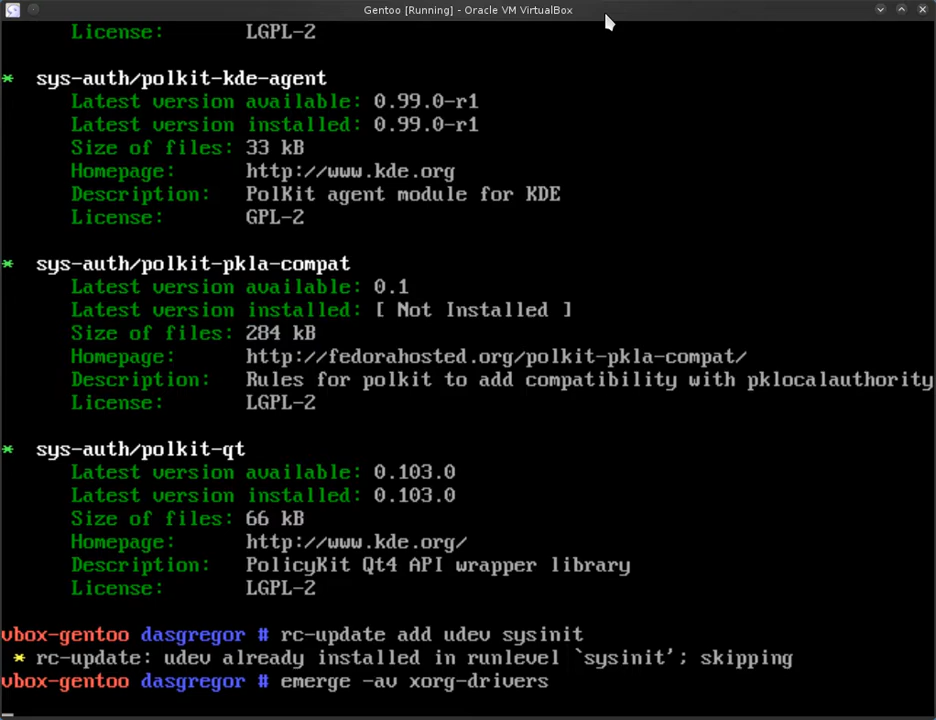 Gentoo [Running] - Oracle VM VirtualBox
License: LGPL-2
* sys-auth/polkit-kde-agent
Latest version available: 0.99.0-r1
Latest version installed: 0.99.0-r1
Size of files: 33 kB
Homepage: http://www.kde.org
Description: PolKit agent module for KDE
License: GPL-2
* sys-auth/polkit-pkla-compat
Latest version available: 0.1
Latest version installed: [ Not Installed ]
Size of files: 284 kB
Homepage: http://fedorahosted.org/polkit-pkla-compat/
Description: Rules for polkit to add compatibility with pklocalauthority
License: LGPL-2
* sys-auth/polkit-qt
Latest version available: 0.103.0
Latest version installed: 0.103.0
Size of files: 66 kB
Homepage: http://www.kde.org/
Description: PolicyKit Qt4 API wrapper library
License: LGPL-2
vbox-gentoo dasgregor # rc-update add udev sysinit
* rc-update: udev already installed in runlevel `sysinit'; skipping
vbox-gentoo dasgregor # emerge -av xorg-drivers